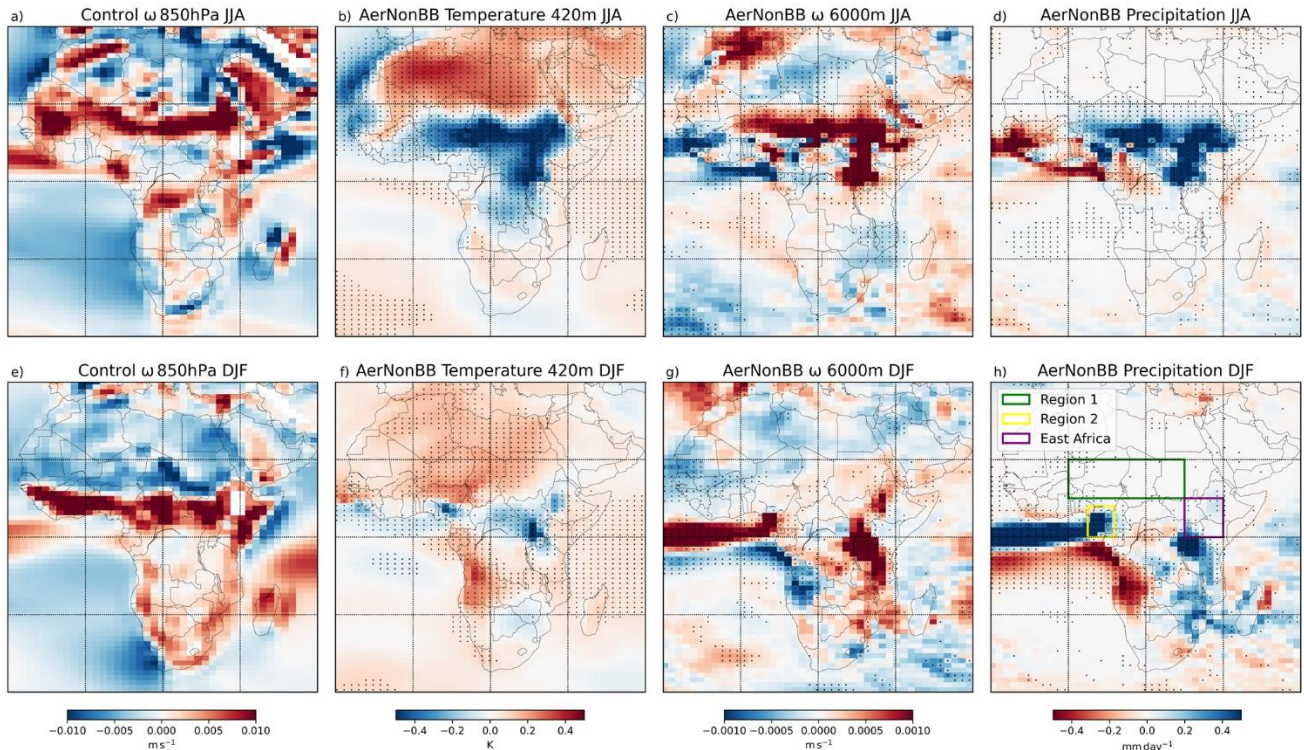 a) Control ω 850hPa JJA
b) AerNonBB Temperature 420m JJA
c) AerNonBB ω 6000m JJA
d) AerNonBB Precipitation JJA
e) Control ω 850hPa DJF
f) AerNonBB Temperature 420m DJF
g) AerNonBB ω 6000m DJF
h) AerNonBB Precipitation DJF
Region 1
Region 2
East Africa
−0.010 −0.005 0.000 0.005 0.010
m s⁻¹
−0.4 −0.2 0.0 0.2 0.4
K
−0.0010 −0.0005 0.0000 0.0005 0.0010
m s⁻¹
−0.4 −0.2 0.0 0.2 0.4
mm day⁻¹